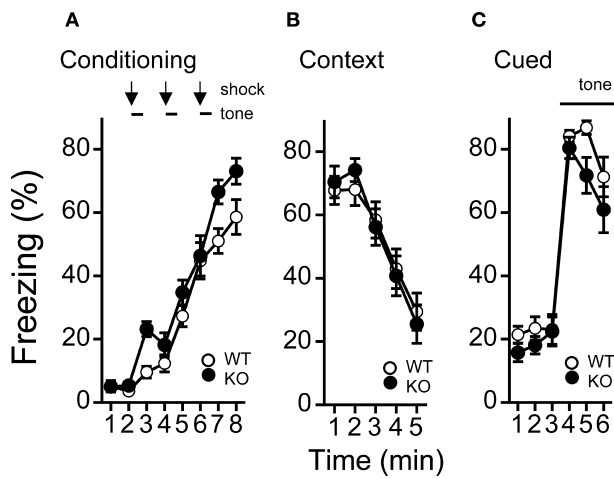 A
B
C
Conditioning
Context
Cued
shock
tone
tone
Freezing (%)
80
60
40
20
0
WT
KO
1 2 3 4 5 6 7 8
80
60
40
20
0
WT
KO
1 2 3 4 5
80
60
40
20
0
WT
KO
1 2 3 4 5 6
Time (min)